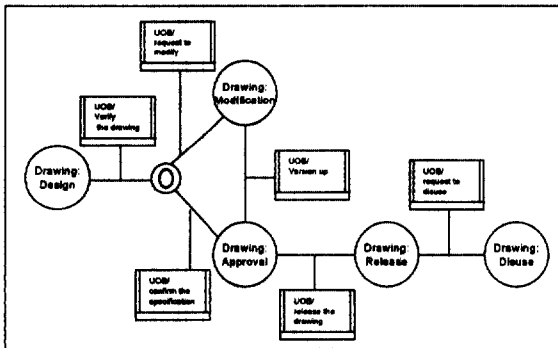 UOB/
request to
modify
UOB/
Verify
the drawing
Drawing:
Modification
Drawing:
Design
O
UOB/
Version up
UOB/
request to
disuse
Drawing:
Approval
Drawing:
Release
Drawing:
Disuse
UOB/
confirm the
specification
UOB/
release the
drawing